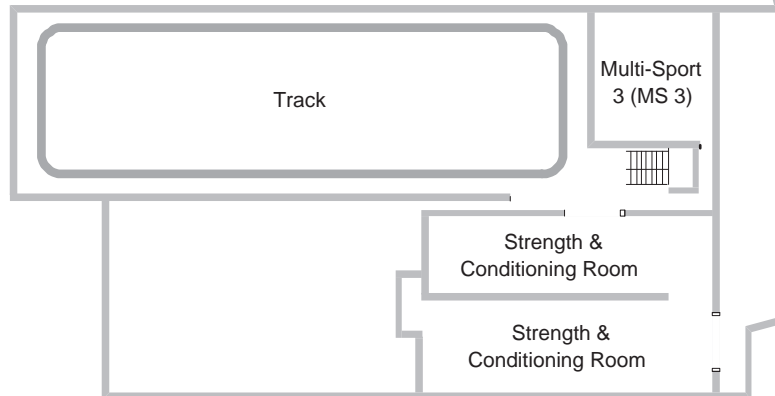 Track
Multi-Sport
3 (MS 3)
Strength &
Conditioning Room
Strength &
Conditioning Room